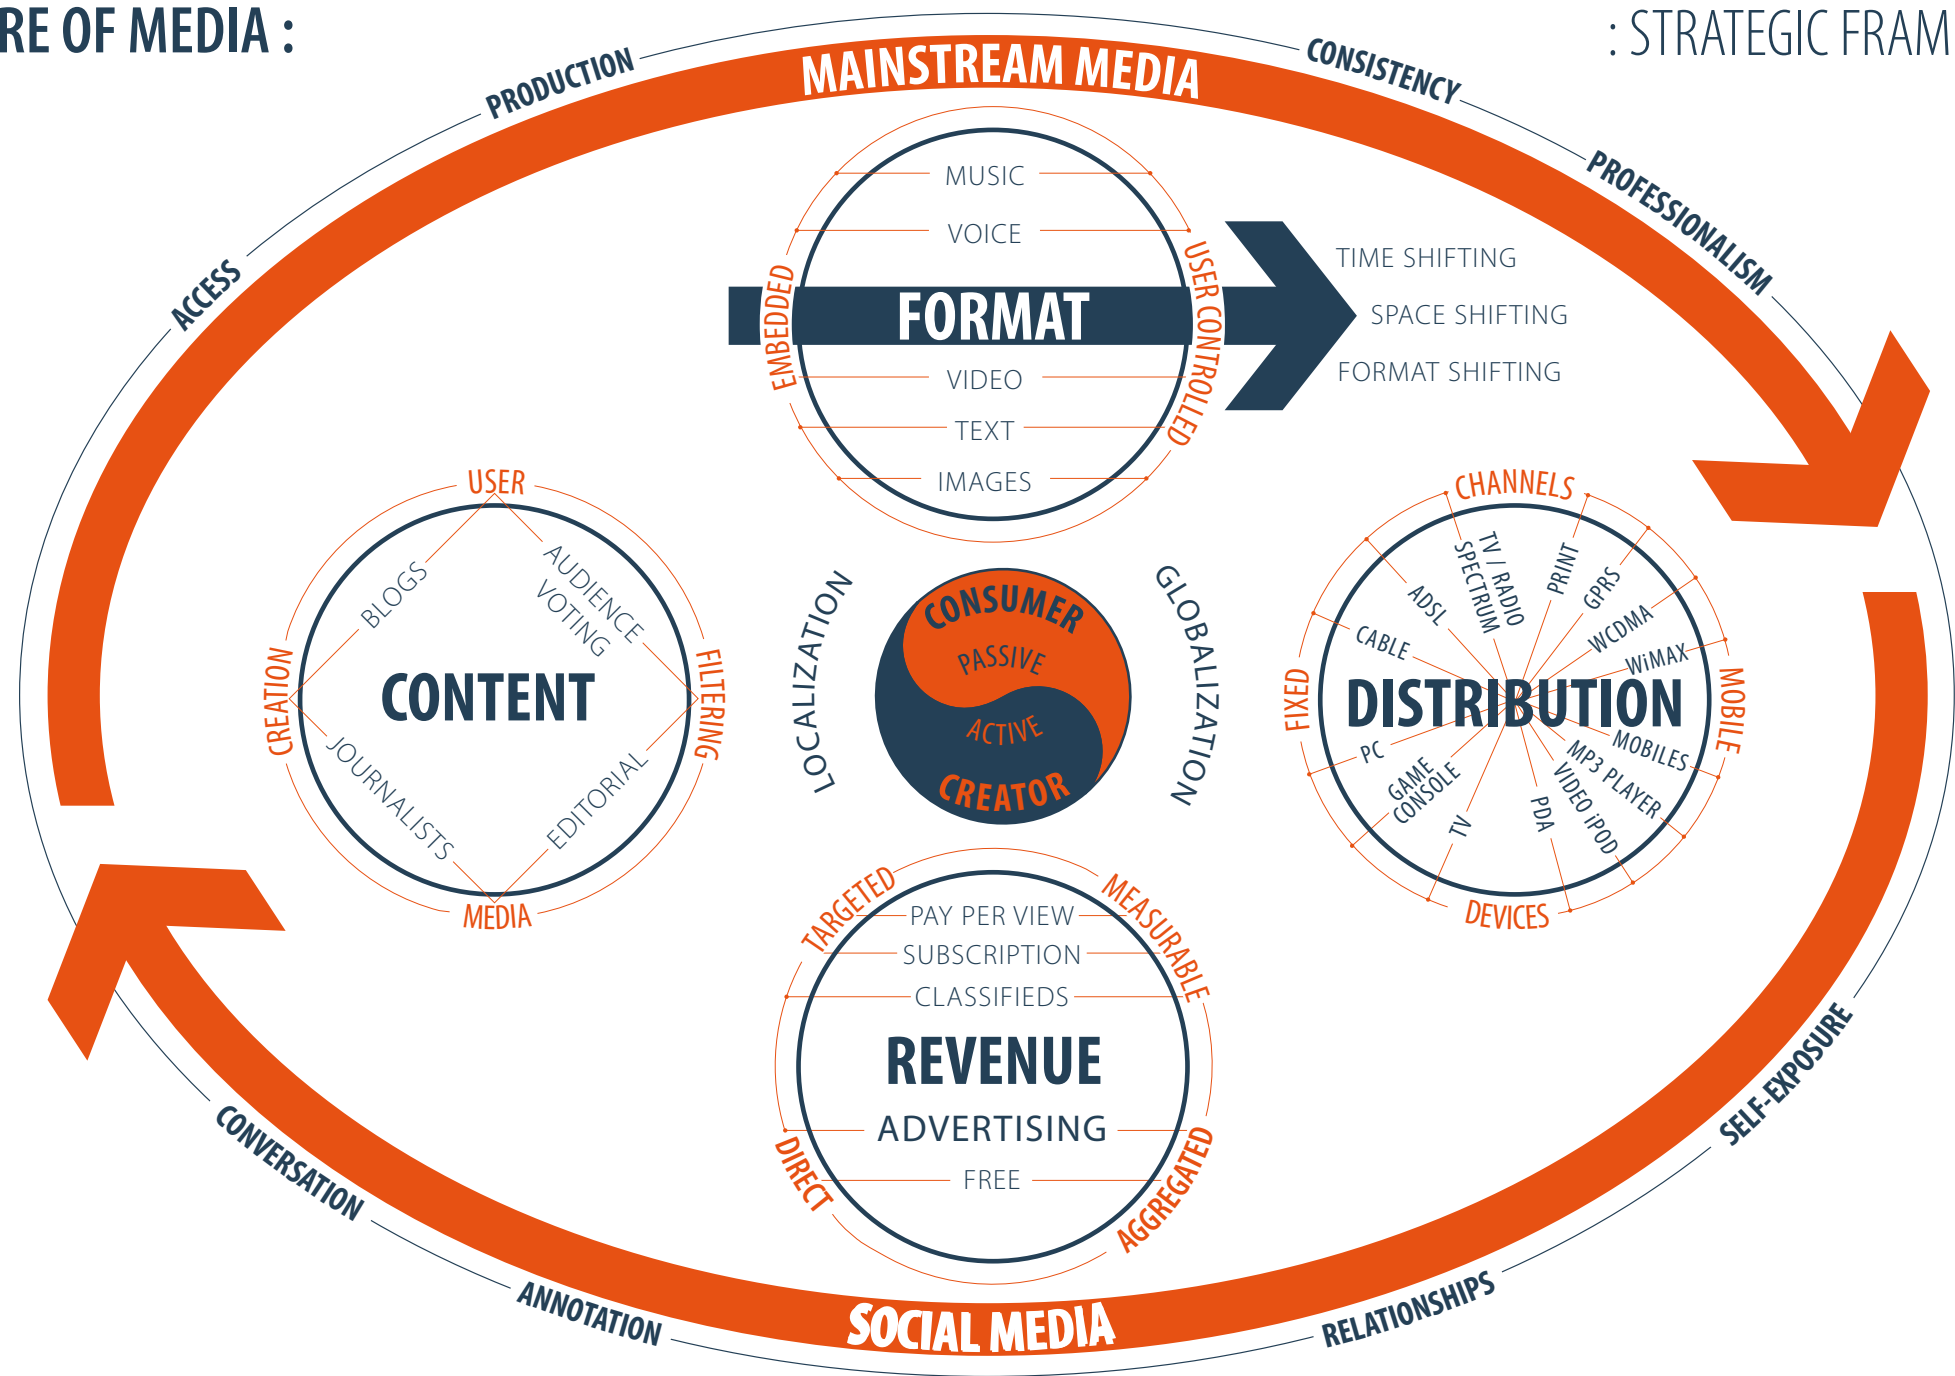 RE OF MEDIA :
: STRATEGIC FRAM
MAINSTREAM MEDIA
ACCESS
PRODUCTION
CONSISTENCY
PROFESSIONALISM
MUSIC
VOICE
FORMAT
VIDEO
TEXT
IMAGES
EMBEDDED
USER CONTROLLED
TIME SHIFTING
SPACE SHIFTING
FORMAT SHIFTING
USER
CREATION
FILTERING
MEDIA
BLOGS
AUDIENCE
VOTING
CONTENT
JOURNALISTS
EDITORIAL
LOCALIZATION
CONSUMER
PASSIVE
ACTIVE
CREATOR
GLOBALIZATION
CHANNELS
FIXED
MOBILE
DEVICES
CABLE
ADSL
TV / RADIO
SPECTRUM
PRINT
GPRS
WCDMA
WiMAX
DISTRIBUTION
PC
GAME
CONSOLE
TV
PDA
VIDEO iPOD
MP3 PLAYER
MOBILES
TARGETED
MEASURABLE
PAY PER VIEW
SUBSCRIPTION
CLASSIFIEDS
REVENUE
ADVERTISING
FREE
DIRECT
AGGREGATED
CONVERSATION
ANNOTATION
RELATIONSHIPS
SELF-EXPOSURE
SOCIAL MEDIA